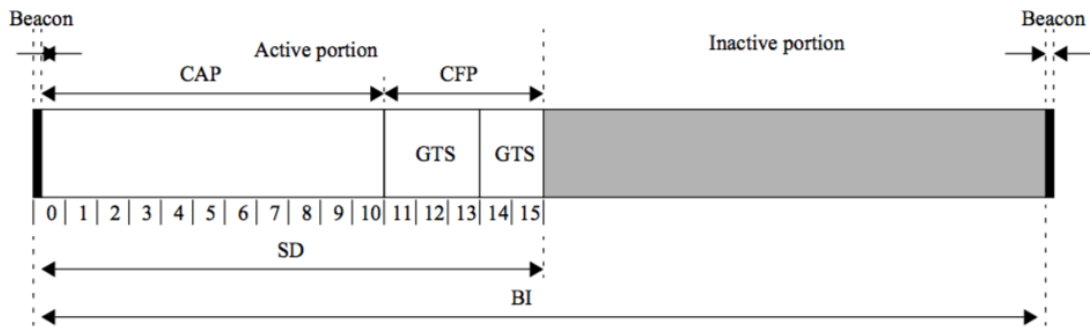 Beacon Beacon
Active portion Inactive portion
CAP CFP
GTS GTS
0 1 2 3 4 5 6 7 8 9 10 11 12 13 14 15
SD
BI